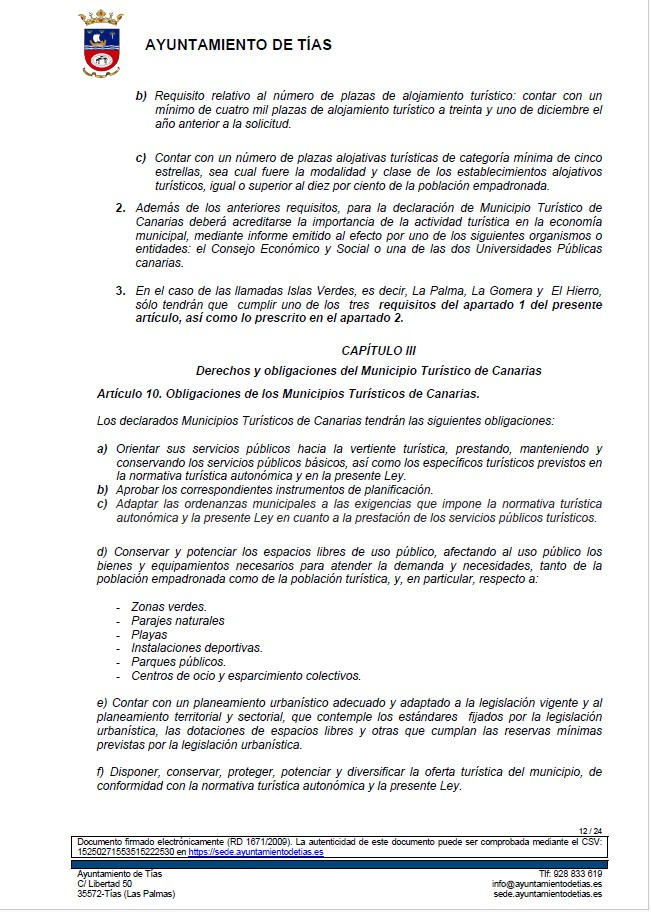 AYUNTAMIENTO DE TÍAS
b) Requisito relativo al número de plazas de alojamiento turístico: contar con un
mínimo de cuatro mil plazas de alojamiento turístico a treinta y uno de diciembre el
año anterior a la solicitud.
c) Contar con un número de plazas alojativas turísticas de categoría mínima de cinco
estrellas, sea cual fuere la modalidad y clase de los establecimientos alojativos
turísticos, igual o superior al diez por ciento de la población empadronada.
2. Además de los anteriores requisitos, para la declaración de Municipio Turístico de
Canarias deberá acreditarse la importancia de la actividad turística en la economía
municipal, mediante informe emitido al efecto por uno de los siguientes organismos o
entidades: el Consejo Económico y Social o una de las dos Universidades Públicas
canarias.
3. En el caso de las llamadas Islas Verdes, es decir, La Palma, La Gomera y El Hierro,
sólo tendrán que cumplir uno de los tres requisitos del apartado 1 del presente
artículo, así como lo prescrito en el apartado 2.
CAPÍTULO III
Derechos y obligaciones del Municipio Turístico de Canarias
Artículo 10. Obligaciones de los Municipios Turísticos de Canarias.
Los declarados Municipios Turísticos de Canarias tendrán las siguientes obligaciones:
a) Orientar sus servicios públicos hacia la vertiente turística, prestando, manteniendo y
conservando los servicios públicos básicos, así como los específicos turísticos previstos en
la normativa turística autonómica y en la presente Ley.
b) Aprobar los correspondientes instrumentos de planificación.
c) Adaptar las ordenanzas municipales a las exigencias que impone la normativa turística
autonómica y la presente Ley en cuanto a la prestación de los servicios públicos turísticos.
d) Conservar y potenciar los espacios libres de uso público, afectando al uso público los
bienes y equipamientos necesarios para atender la demanda y necesidades, tanto de la
población empadronada como de la población turística, y, en particular, respecto a:
- Zonas verdes.
- Parajes naturales
- Playas
- Instalaciones deportivas.
- Parques públicos.
- Centros de ocio y esparcimiento colectivos.
e) Contar con un planeamiento urbanístico adecuado y adaptado a la legislación vigente y al
planeamiento territorial y sectorial, que contemple los estándares fijados por la legislación
urbanística, las dotaciones de espacios libres y otras que cumplan las reservas mínimas
previstas por la legislación urbanística.
f) Disponer, conservar, proteger, potenciar y diversificar la oferta turística del municipio, de
conformidad con la normativa turística autonómica y la presente Ley.
12 / 24
Documento firmado electrónicamente (RD 1671/2009). La autenticidad de este documento puede ser comprobada mediante el CSV:
15250271553515222530 en https://sede.ayuntamientodetias.es
Ayuntamiento de Tías Tlf: 928 833 619
C/ Libertad 50 info@ayuntamientodetias.es
35572-Tías (Las Palmas) sede.ayuntamientodetias.es